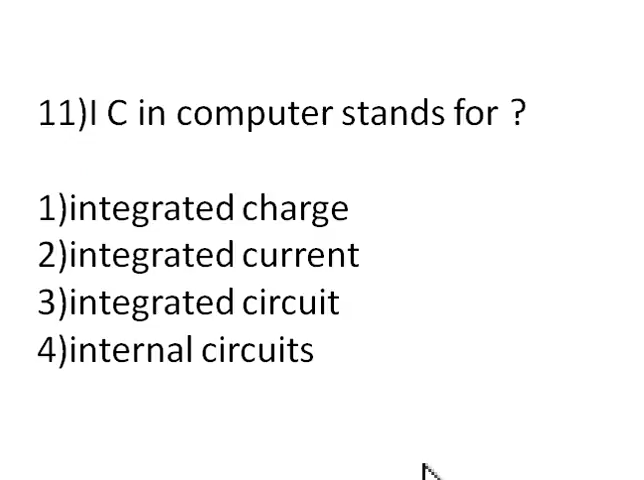 11)I C in computer stands for ?
1)integrated charge
2)integrated current
3)integrated circuit
4)internal circuits